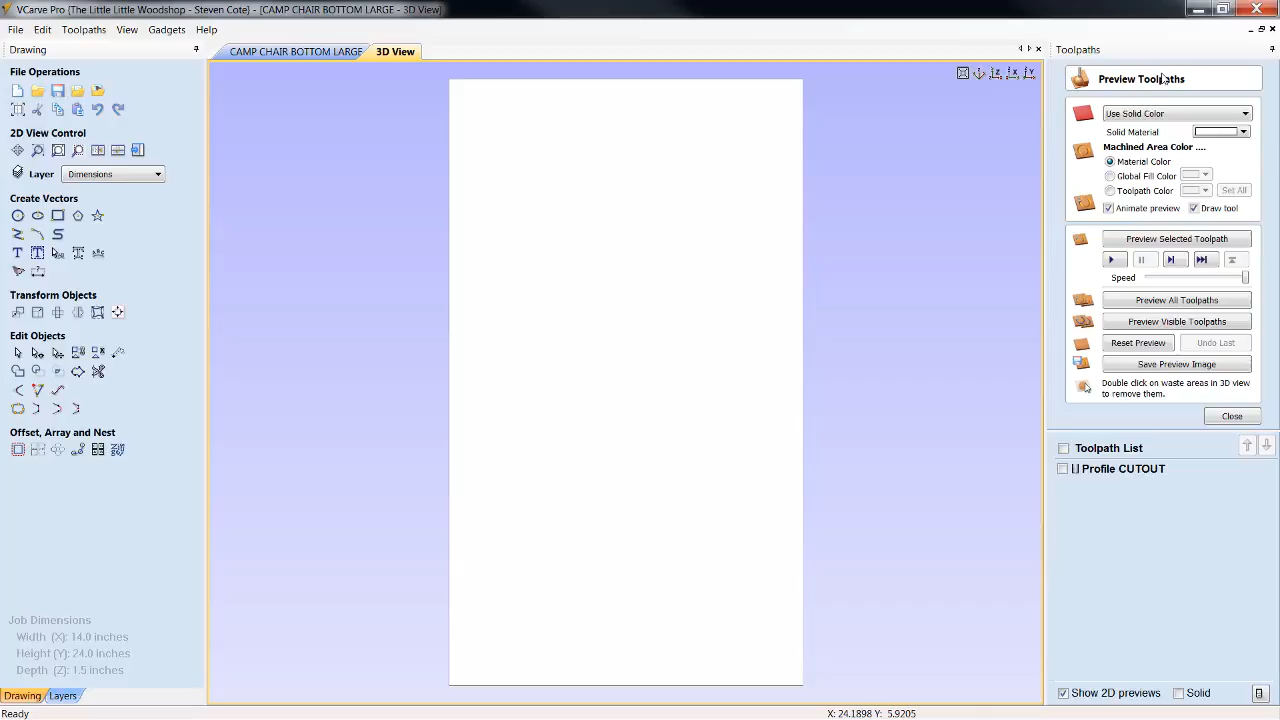 VCarve Pro {The Little Little Woodshop - Steven Cote} - [CAMP CHAIR BOTTOM LARGE - 3D View]
File Edit Toolpaths View Gadgets Help
Drawing
File Operations
2D View Control
Layer Dimensions
Create Vectors
Transform Objects
Edit Objects
Offset, Array and Nest
Job Dimensions
Width (X): 14.0 inches
Height (Y): 24.0 inches
Depth (Z): 1.5 inches
Drawing Layers
Ready
CAMP CHAIR BOTTOM LARGE 3D View
Toolpaths
Preview Toolpaths
Use Solid Color
Solid Material
Machined Area Color ....
Material Color
Global Fill Color
Toolpath Color Set All
Animate preview Draw tool
Preview Selected Toolpath
Speed
Preview All Toolpaths
Preview Visible Toolpaths
Reset Preview Undo Last
Save Preview Image
Double click on waste areas in 3D view
to remove them.
Close
Toolpath List
Profile CUTOUT
Show 2D previews Solid
X: 24.1898 Y: 5.9205